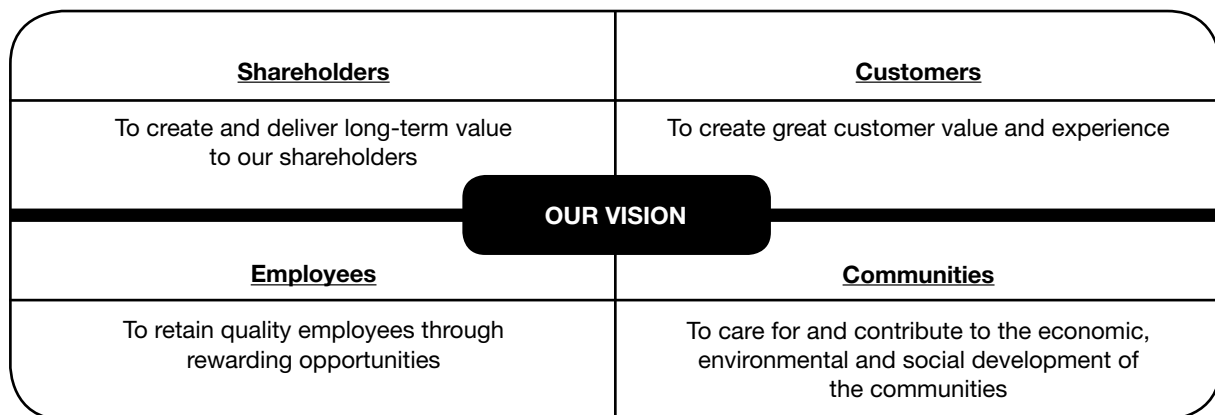 Shareholders
To create and deliver long-term value
to our shareholders
Customers
To create great customer value and experience
OUR VISION
Employees
To retain quality employees through
rewarding opportunities
Communities
To care for and contribute to the economic,
environmental and social development of
the communities